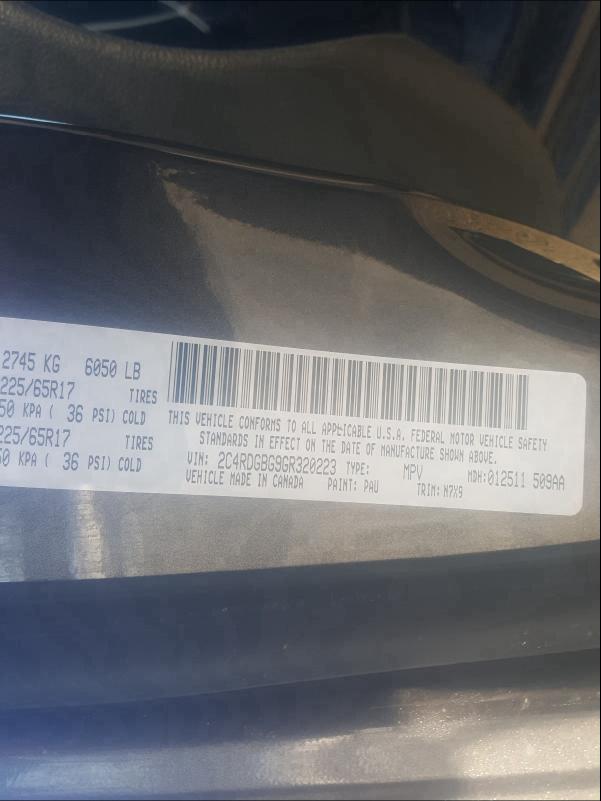 2745 KG 6050 LB
225/65R17 TIRES
50 KPA ( 36 PSI) COLD
225/65R17 TIRES
50 KPA ( 36 PSI) COLD
THIS VEHICLE CONFORMS TO ALL APPLICABLE U.S.A. FEDERAL MOTOR VEHICLE SAFETY
STANDARDS IN EFFECT ON THE DATE OF MANUFACTURE SHOWN ABOVE.
VIN: 2C4RDGBG9GR320223 TYPE: MPV MDH:012511 509AA
VEHICLE MADE IN CANADA PAINT: PAU TRIM: N7X9